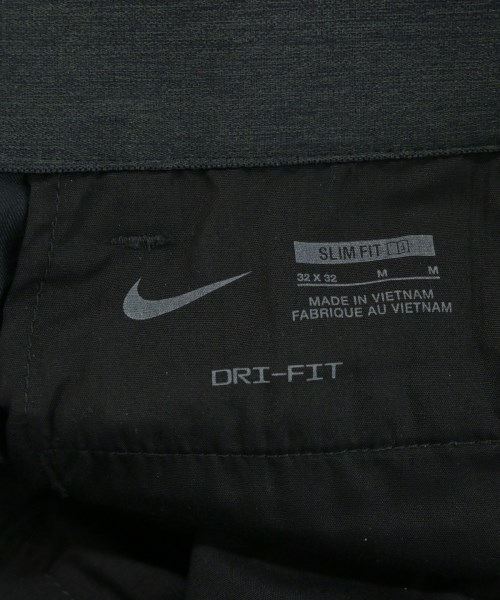 SLIM FIT
32 X 32 M M
MADE IN VIETNAM
FABRIQUE AU VIETNAM
DRI-FIT